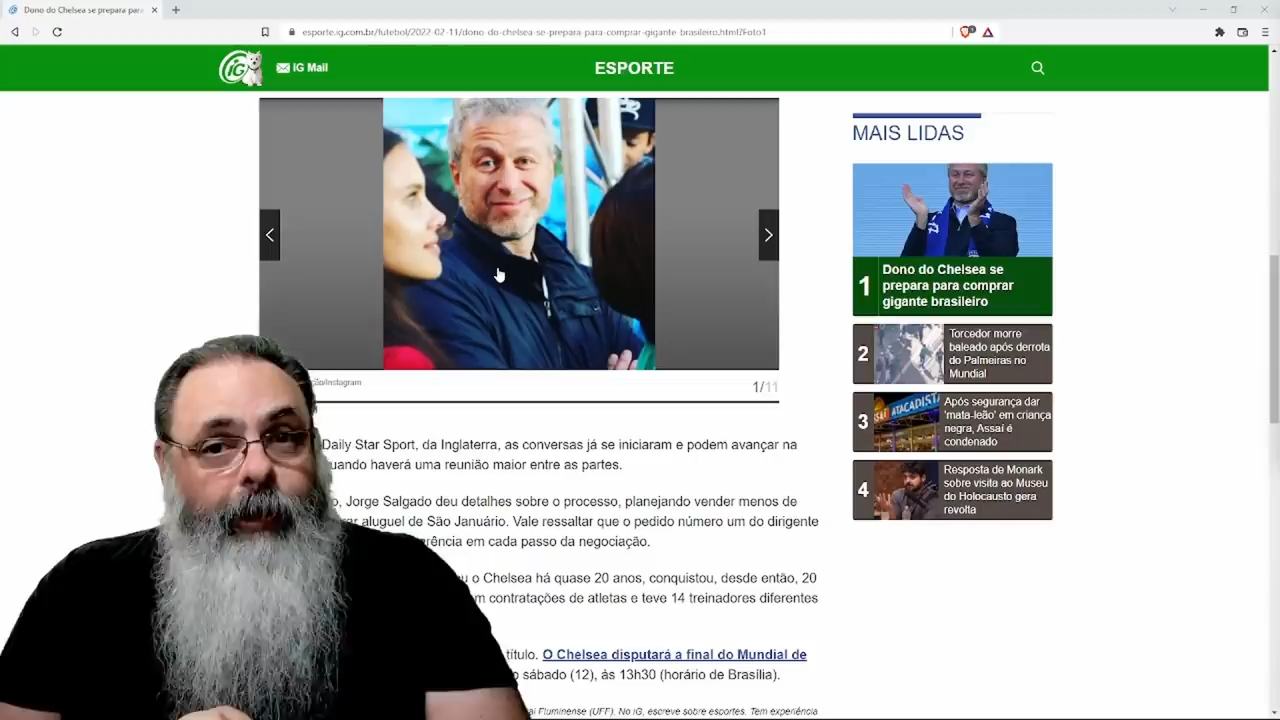 Dono do Chelsea se prepara para
esporte.ig.com.br/futebol/2022-02-11/dono-do-chelsea-se-prepara-para-comprar-gigante-brasileiro.html?Foto1
iG
iG Mail
ESPORTE
1/11
MAIS LIDAS
1
Dono do Chelsea se
prepara para comprar
gigante brasileiro
2
Torcedor morre
baleado após derrota
do Palmeiras no
Mundial
ATACADISTA
3
Após segurança dar
'mata-leão' em criança
negra, Assaí é
condenado
4
Resposta de Monark
sobre visita ao Museu
do Holocausto gera
revolta
Daily Star Sport, da Inglaterra, as conversas já se iniciaram e podem avançar na
uando haverá uma reunião maior entre as partes.
o, Jorge Salgado deu detalhes sobre o processo, planejando vender menos de
aluguel de São Januário. Vale ressaltar que o pedido número um do dirigente
erência em cada passo da negociação.
u o Chelsea há quase 20 anos, conquistou, desde então, 20
m contratações de atletas e teve 14 treinadores diferentes
título. O Chelsea disputará a final do Mundial de
o sábado (12), às 13h30 (horário de Brasília).
al Fluminense (UFF). No iG, escreve sobre esportes. Tem experiência